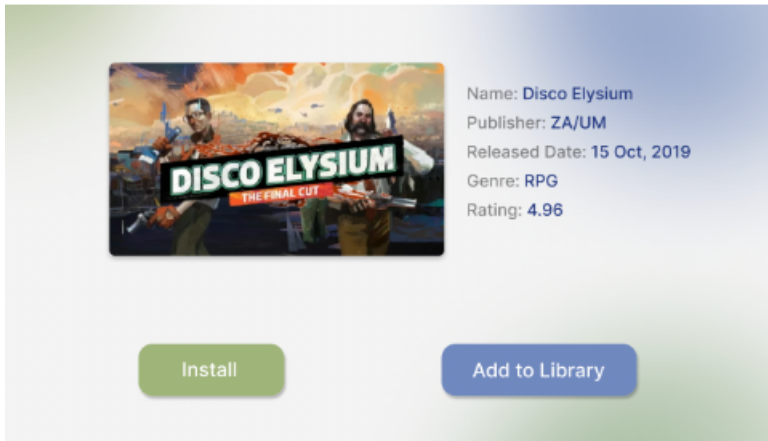 DISCO ELYSIUM
THE FINAL CUT
Name: Disco Elysium
Publisher: ZA/UM
Released Date: 15 Oct, 2019
Genre: RPG
Rating: 4.96
Install
Add to Library